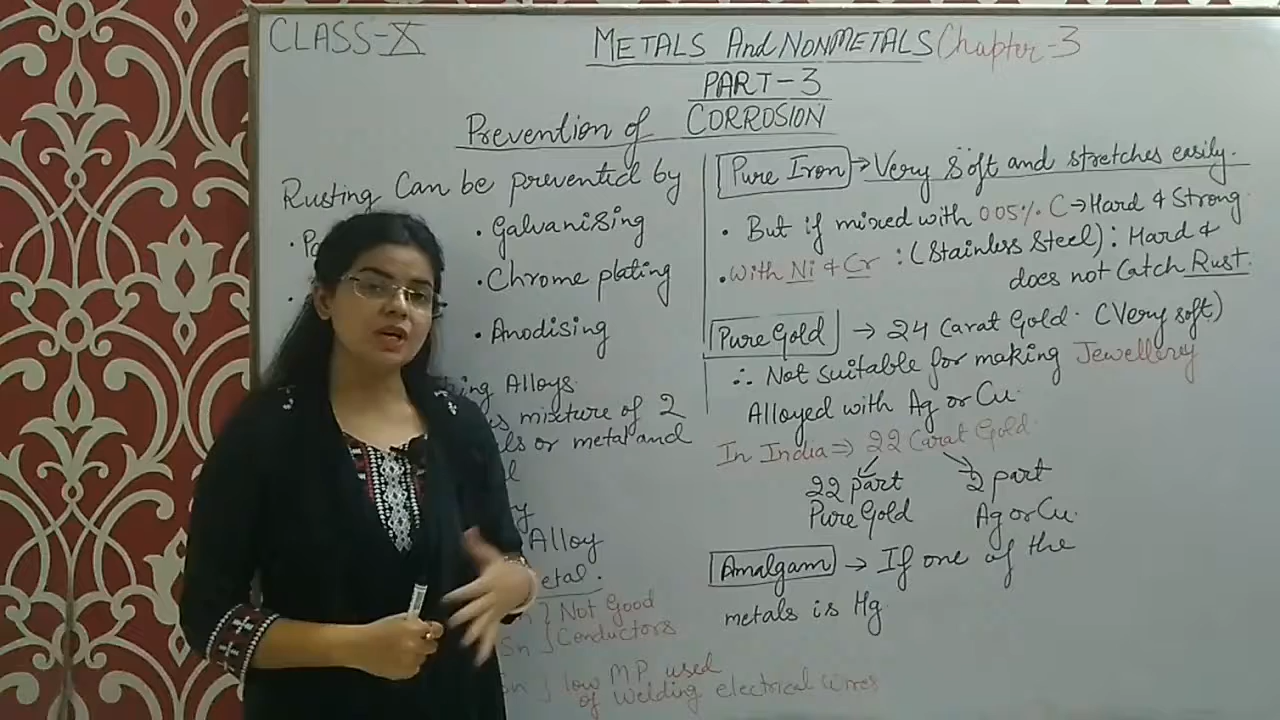 CLASS-X
METALS And NONMETALS Chapter-3
PART-3
Prevention of CORROSION
Rusting Can be prevented by
· Galvanising
· Chrome plating
· Anodising
Alloys
mixture of 2
or metal and
Alloy
Sn } Not Good
Sn } Conductors
Sn } low MP used
of Welding electrical wires
Pure Iron → Very Soft and stretches easily.
· But if mixed with 0.05% C → Hard & Strong
· With Ni & Cr : (Stainless Steel) : Hard &
does not Catch Rust.
Pure Gold → 24 Carat Gold. (Very soft)
∴ Not suitable for making Jewellery
Alloyed with Ag or Cu.
In India ⇒ 22 Carat Gold.
22 part 2 part
Pure Gold Ag or Cu.
Amalgam → If one of the
metals is Hg